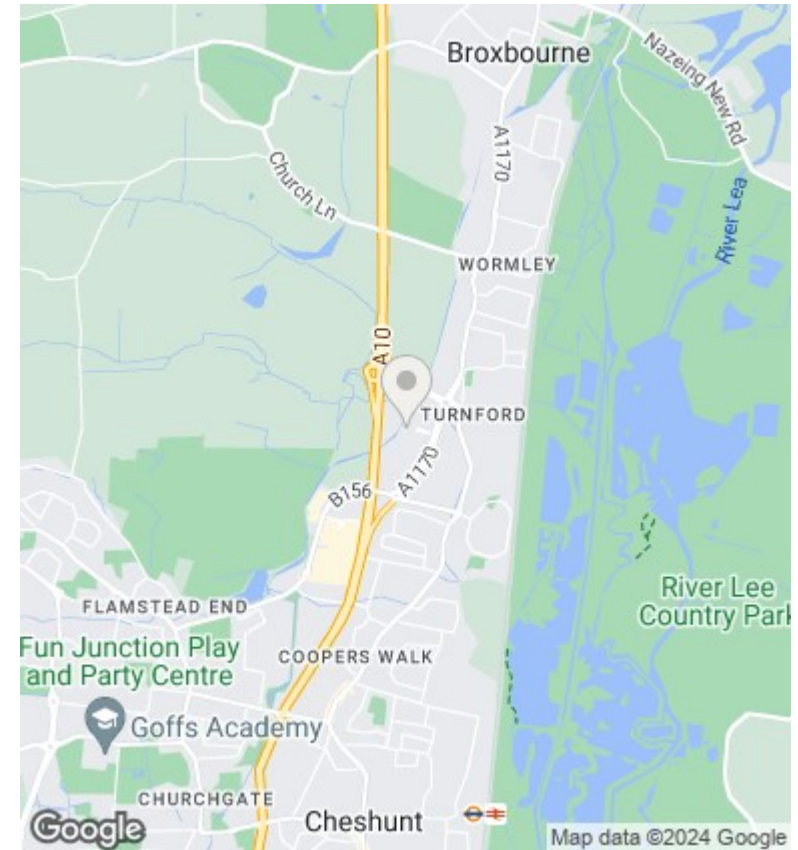 Broxbourne
Nazeing New Rd
A1170
Church Ln
River Lea
WORMLEY
A10
TURNFORD
A1170
B156
FLAMSTEAD END
River Lee
Country Park
Fun Junction Play
and Party Centre
COOPERS WALK
Goffs Academy
CHURCHGATE
Cheshunt
Google
Map data ©2024 Google